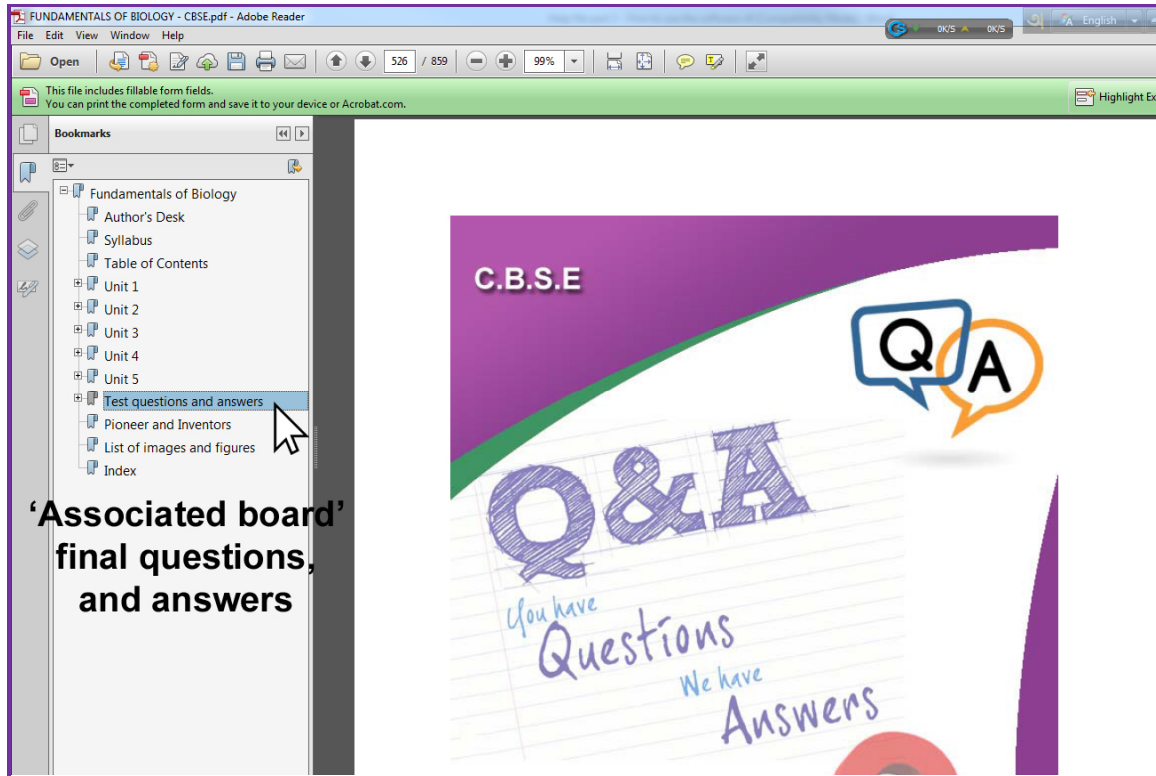 FUNDAMENTALS OF BIOLOGY - CBSE.pdf - Adobe Reader
0K/S 0K/S
English
File Edit View Window Help
Open 526 / 859 99%
This file includes fillable form fields.
You can print the completed form and save it to your device or Acrobat.com.
Highlight Ex
Bookmarks
Fundamentals of Biology
Author's Desk
Syllabus
Table of Contents
Unit 1
Unit 2
Unit 3
Unit 4
Unit 5
Test questions and answers
Pioneer and Inventors
List of images and figures
Index
‘Associated board’
final questions,
and answers
C.B.S.E
Q A
Q&A
You have
Questions
We have
Answers